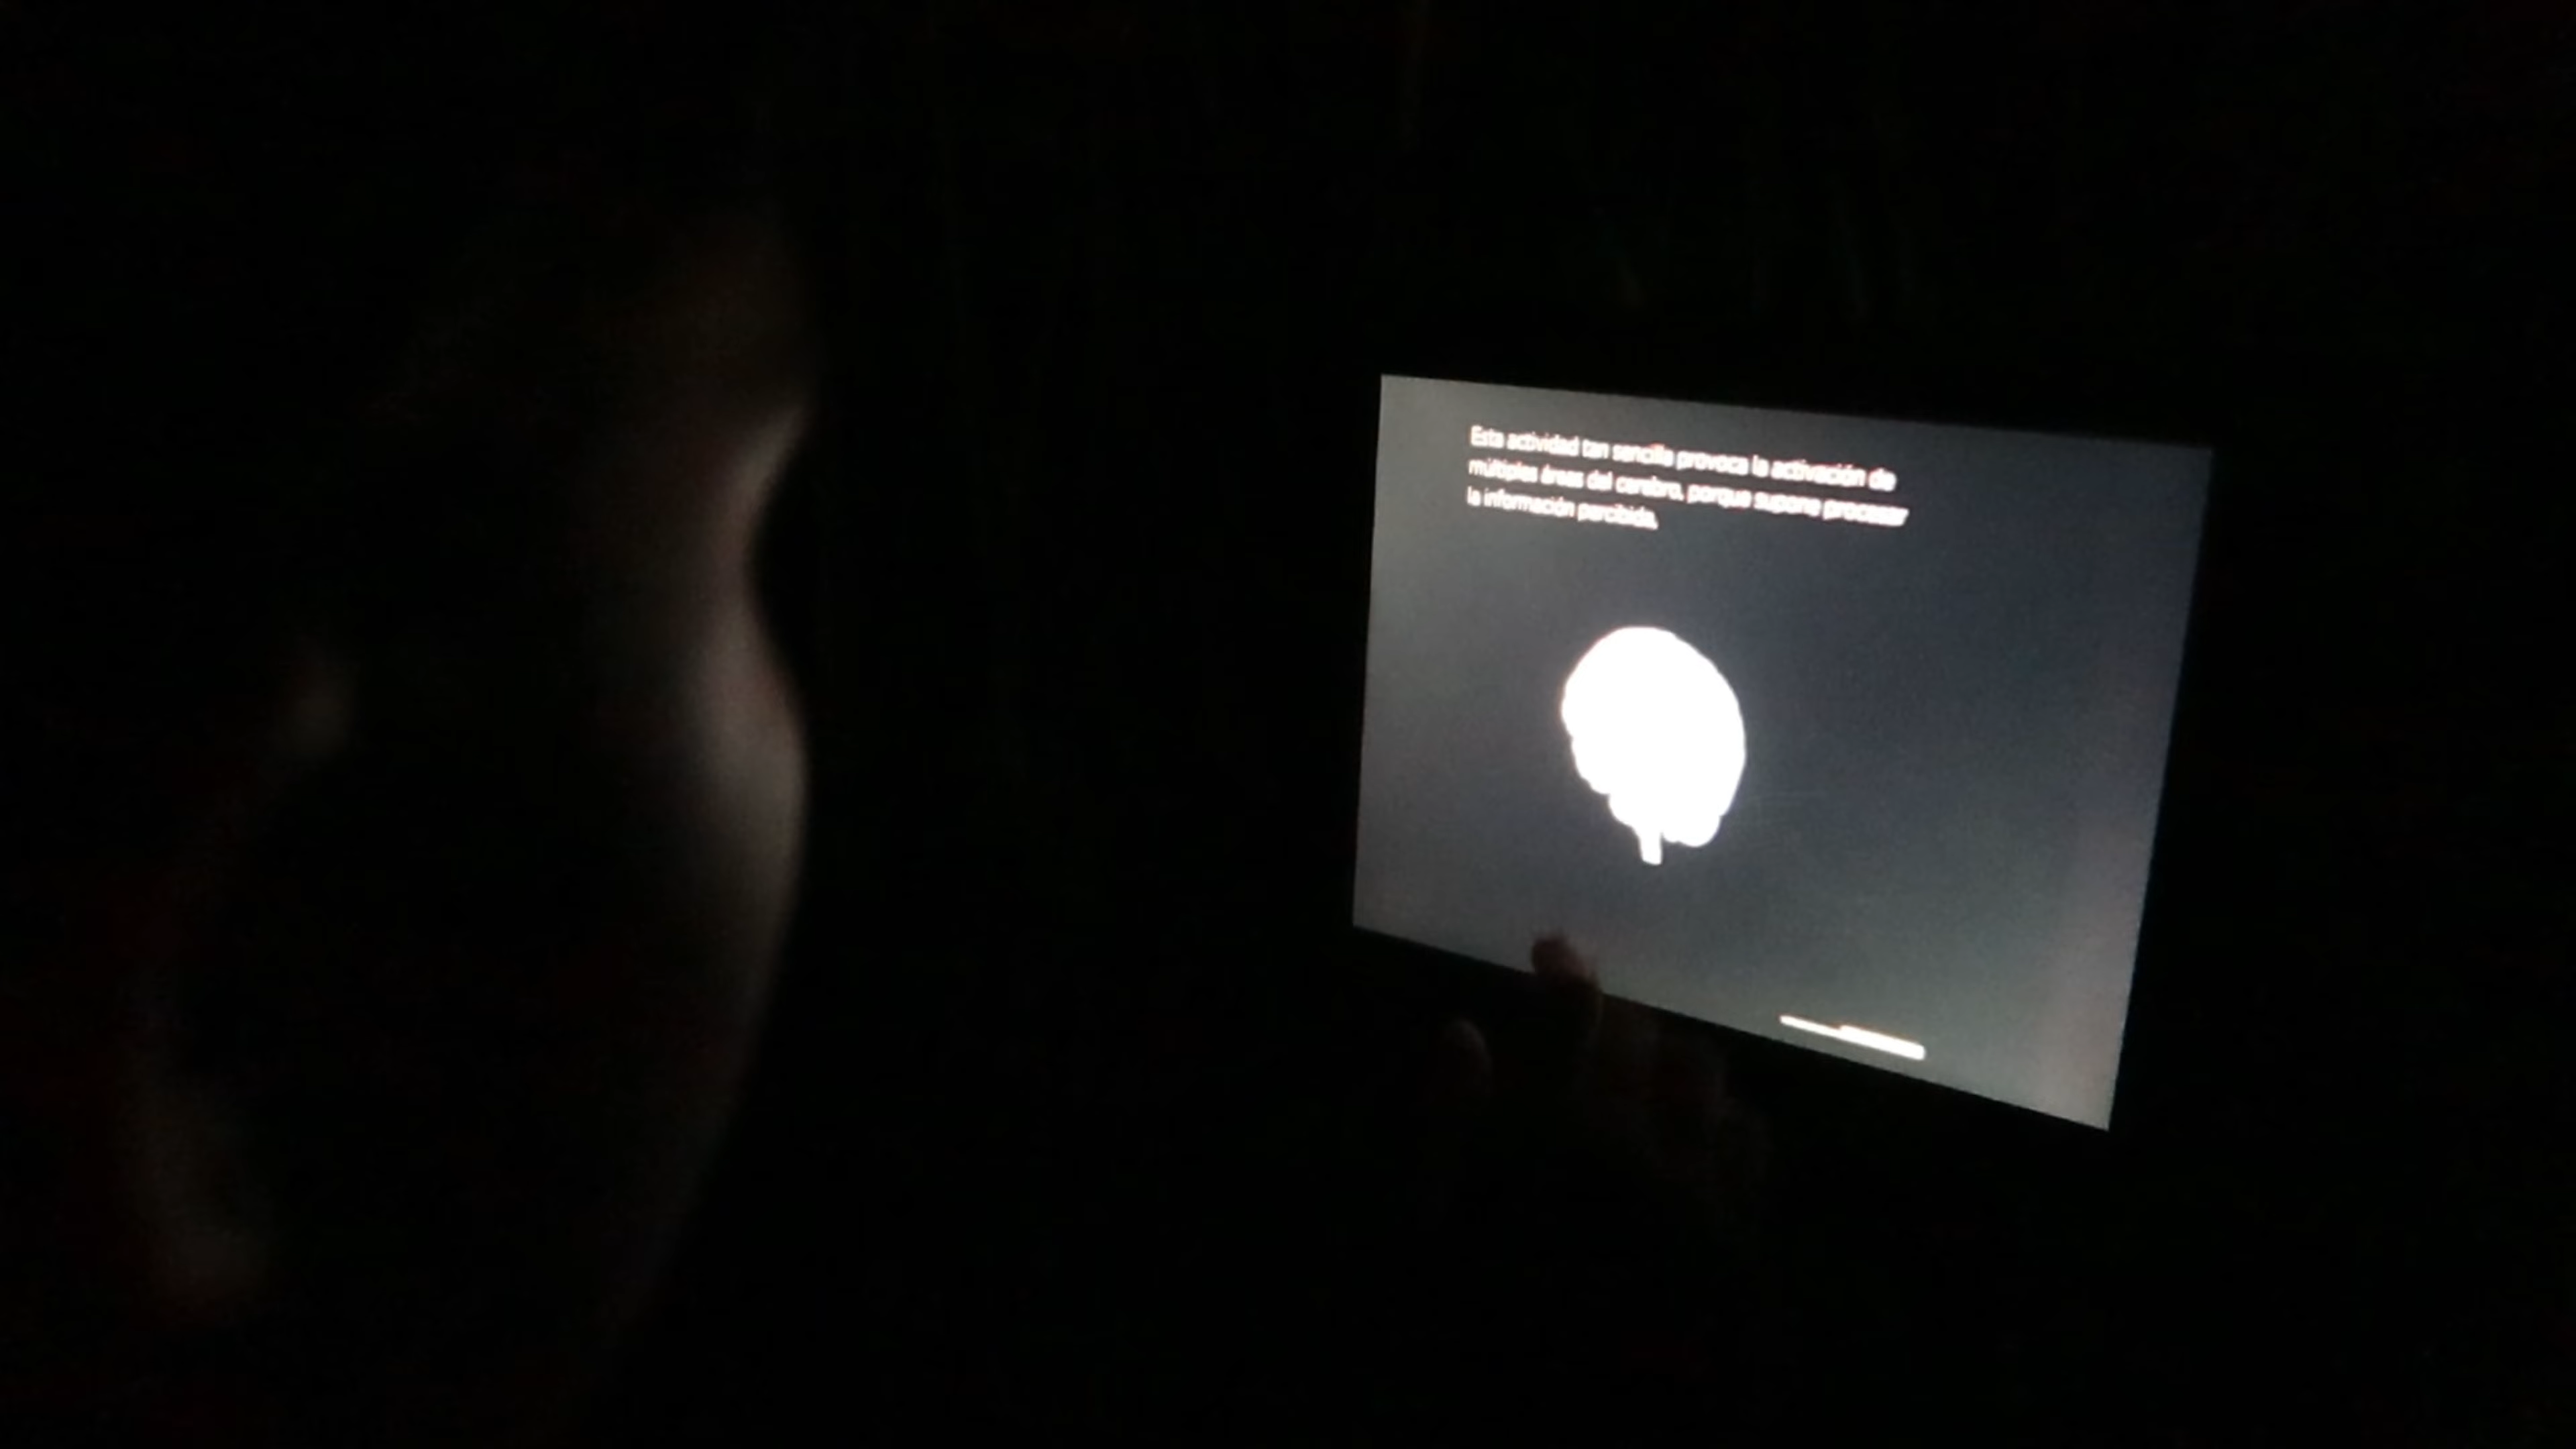 Esta actividad tan sencilla provoca la activación de
múltiples áreas del cerebro, porque supone procesar
la información percibida.